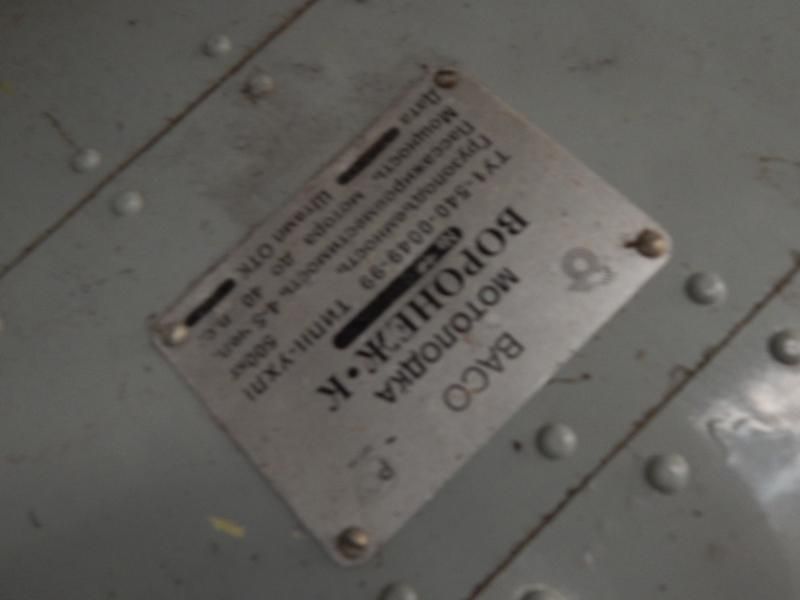 ВАСО
МОТОЛОДКА
ВОРОНЕЖ•К
ТУ1-540-0049-99 ТипIII-УХЛ1
Грузоподъемность 500кг
Пассажировместимость 4-5 чел.
Мощность мотора до 40 л.с.
Дата Штамп ОТК